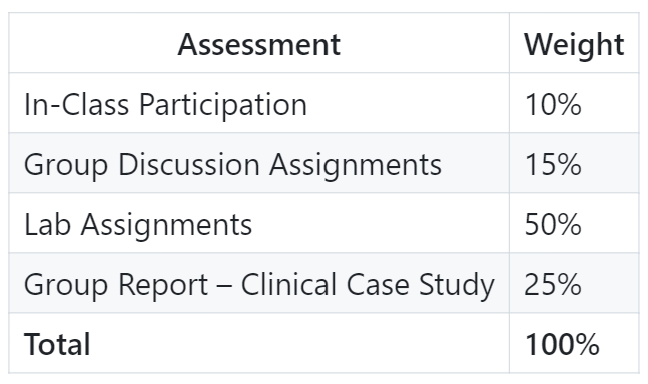 Assessment Weight
In-Class Participation 10%
Group Discussion Assignments 15%
Lab Assignments 50%
Group Report – Clinical Case Study 25%
Total 100%